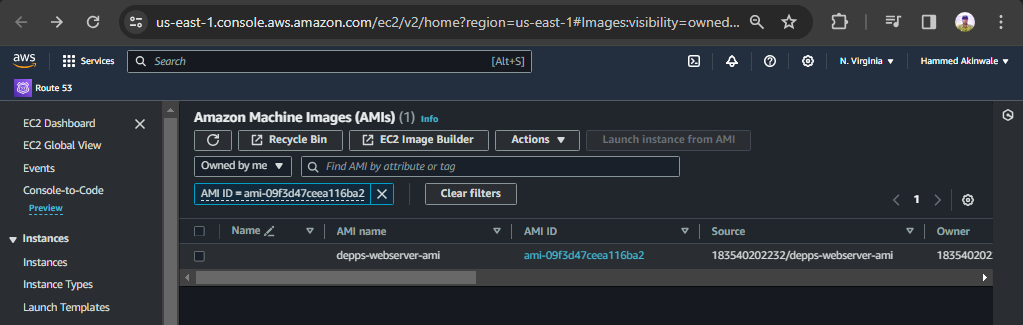 us-east-1.console.aws.amazon.com/ec2/v2/home?region=us-east-1#Images:visibility=owned...
aws Services Search [Alt+S] N. Virginia Hammed Akinwale
Route 53
EC2 Dashboard
EC2 Global View
Events
Console-to-Code
Preview
Instances
Instances
Instance Types
Launch Templates
Amazon Machine Images (AMIs) (1) Info
Recycle Bin EC2 Image Builder Actions Launch instance from AMI
Owned by me Find AMI by attribute or tag
AMI ID = ami-09f3d47ceea116ba2 Clear filters
1
Name AMI name AMI ID Source Owner
depps-webserver-ami ami-09f3d47ceea116ba2 183540202232/depps-webserver-ami 183540202